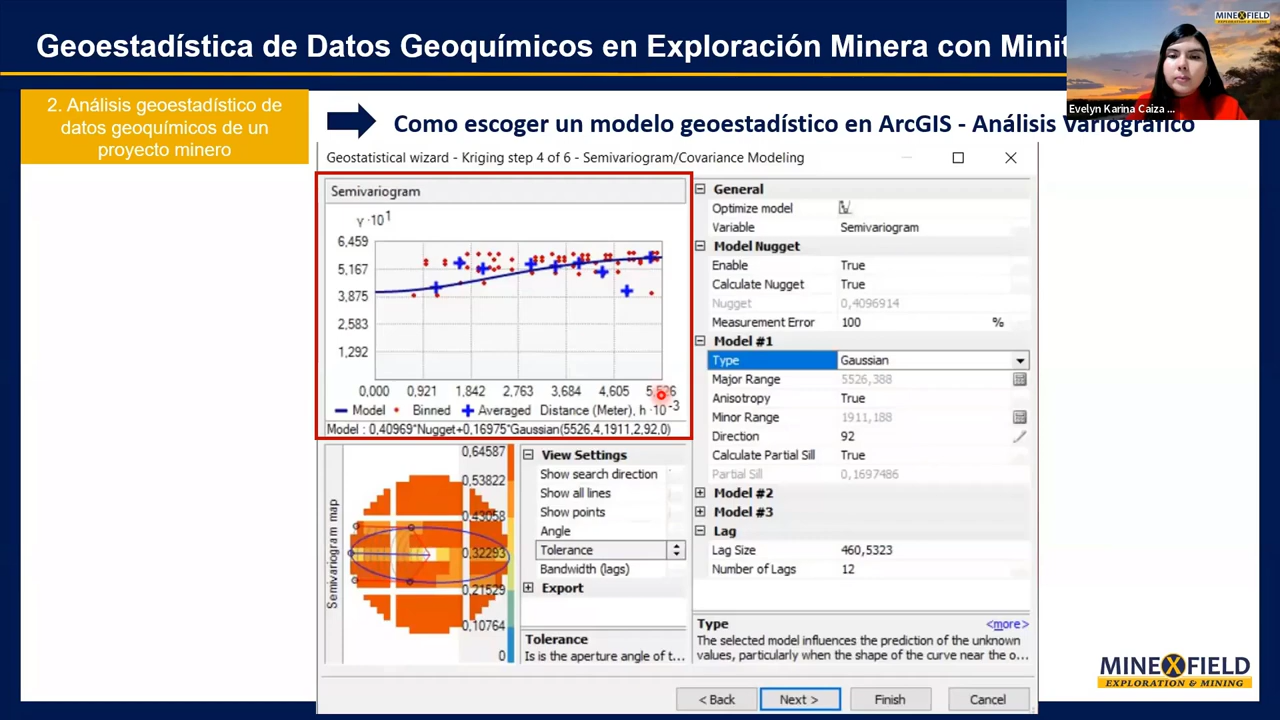 Geoestadística de Datos Geoquímicos en Exploración Minera con Minit
MINEXFIELD
EXPLORATION & MINING
Evelyn Karina Caiza ...
2. Análisis geoestadístico de
datos geoquímicos de un
proyecto minero
Como escoger un modelo geoestadístico en ArcGIS - Análisis Variográfico
Geostatistical wizard - Kriging step 4 of 6 - Semivariogram/Covariance Modeling
Semivariogram
γ ·10¹
6,459
5,167
3,875
2,583
1,292
0,000 0,921 1,842 2,763 3,684 4,605 5,526
Model Binned Averaged Distance (Meter), h ·10⁻³
Model : 0,40969*Nugget+0,16975*Gaussian(5526,4,1911,2,92,0)
Semivariogram map
0,64587
0,53822
0,43058
0,32293
0,21529
0,10764
0
View Settings
Show search direction
Show all lines
Show points
Angle
Tolerance
Bandwidth (lags)
Export
Tolerance
Is is the aperture angle of t...
General
Optimize model
Variable Semivariogram
Model Nugget
Enable True
Calculate Nugget True
Nugget 0,4096914
Measurement Error 100 %
Model #1
Type Gaussian
Major Range 5526,388
Anisotropy True
Minor Range 1911,188
Direction 92
Calculate Partial Sill True
Partial Sill 0,1697486
Model #2
Model #3
Lag
Lag Size 460,5323
Number of Lags 12
Type <more>
The selected model influences the prediction of the unknown
values, particularly when the shape of the curve near the o...
< Back Next > Finish Cancel
MINEXFIELD
EXPLORATION & MINING